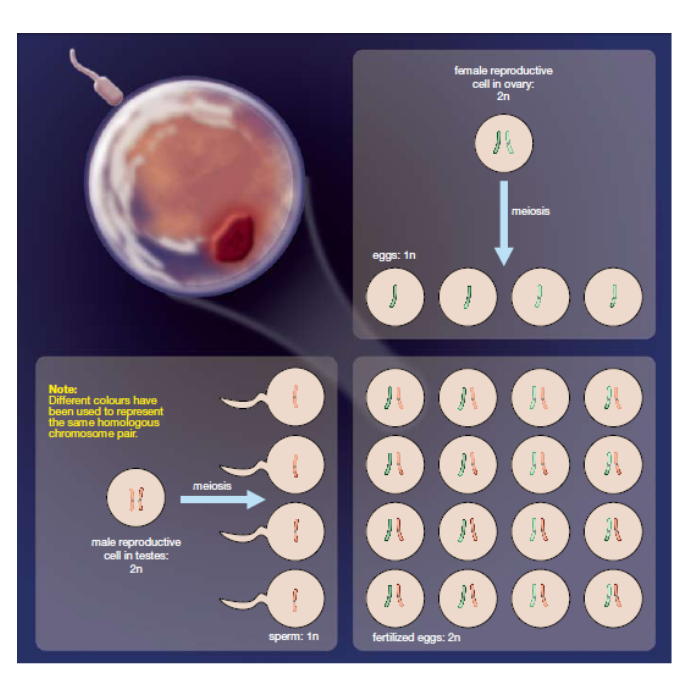 female reproductive
cell in ovary:
2n
meiosis
eggs: 1n
Note:
Different colours have
been used to represent
the same homologous
chromosome pair.
meiosis
male reproductive
cell in testes:
2n
sperm: 1n
fertilized eggs: 2n